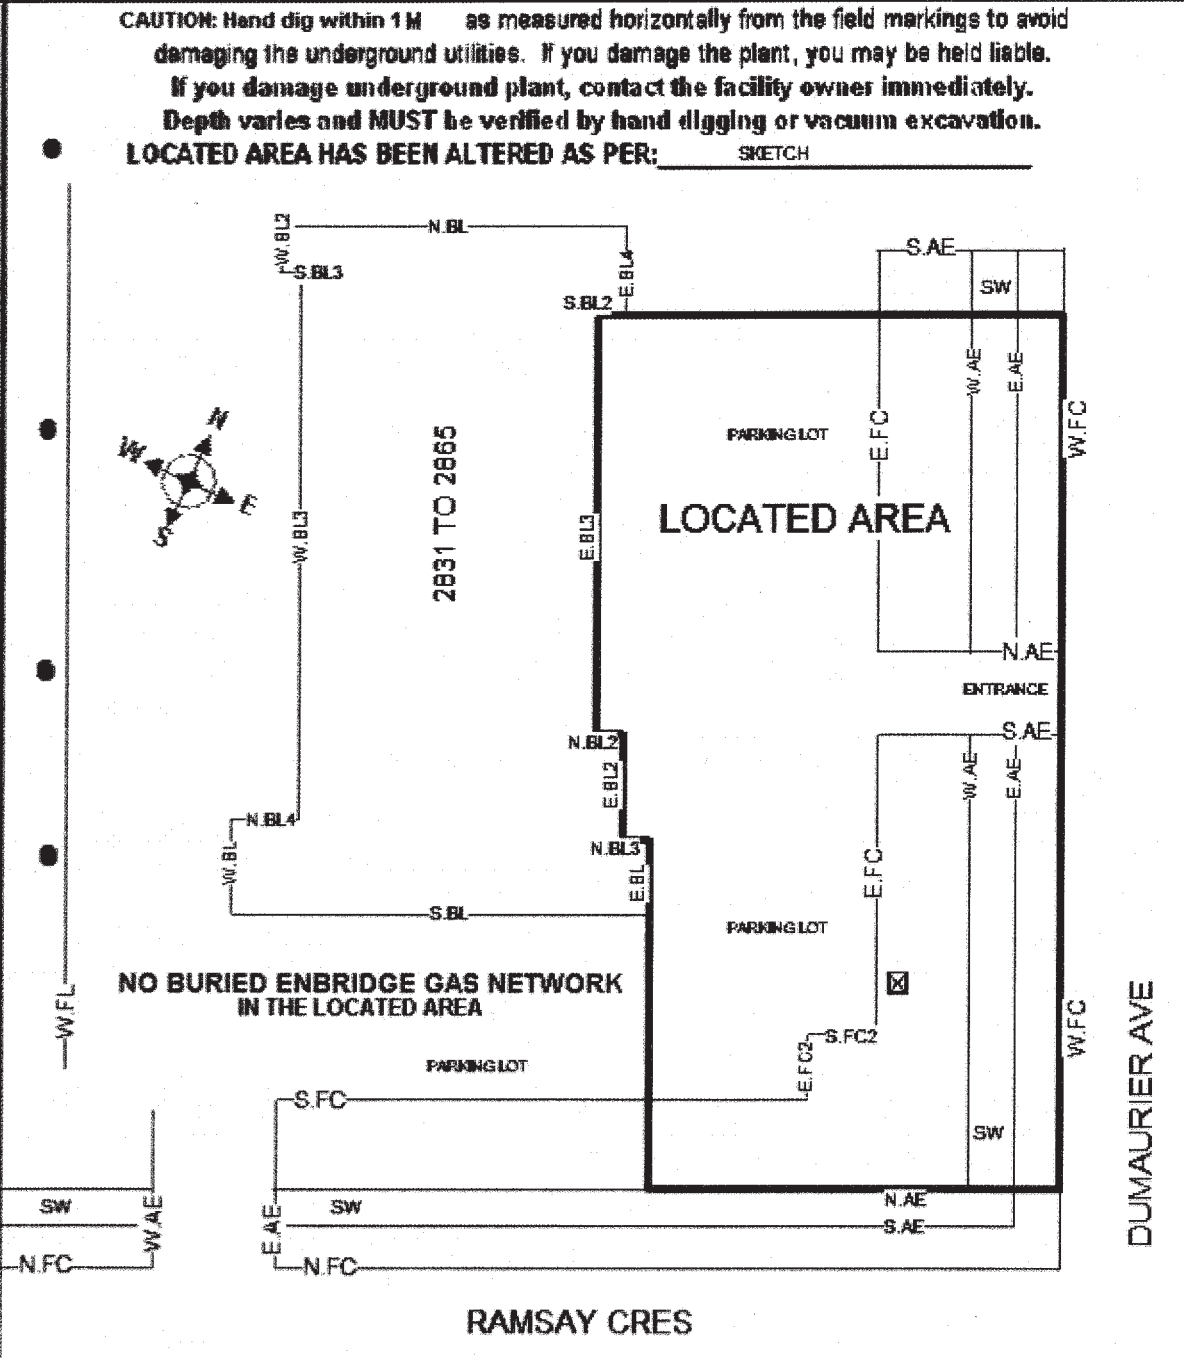 CAUTION: Hand dig within 1 M as measured horizontally from the field markings to avoid
damaging the underground utilities. If you damage the plant, you may be held liable.
If you damage underground plant, contact the facility owner immediately.
Depth varies and MUST be verified by hand digging or vacuum excavation.
LOCATED AREA HAS BEEN ALTERED AS PER: SKETCH
W.BL2
N.BL
S.BL3
E.BL4
S.BL2
S.AE
SW
W.AE
E.AE
E.FC
W.FC
PARKING LOT
N
W
E
S
2831 TO 2865
LOCATED AREA
W.BL3
E.BL3
N.AE
ENTRANCE
S.AE
N.BL2
E.BL2
W.AE
E.AE
N.BL4
W.BL
N.BL3
E.BL
E.FC
S.BL
PARKING LOT
NO BURIED ENBRIDGE GAS NETWORK
IN THE LOCATED AREA
W.FL
W.FC
DUMAURIER AVE
S.FC2
E.FC2
PARKING LOT
S.FC
SW
SW
W.AE
E.AE
SW
N.AE
S.AE
N.FC
N.FC
RAMSAY CRES